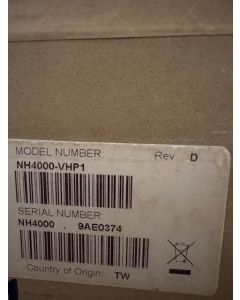 MODEL NUMBER:
Rev. D
NH4000-VHP1
SERIAL NUMBER:
NH4000 . 9AE0374
Country of Origin: TW